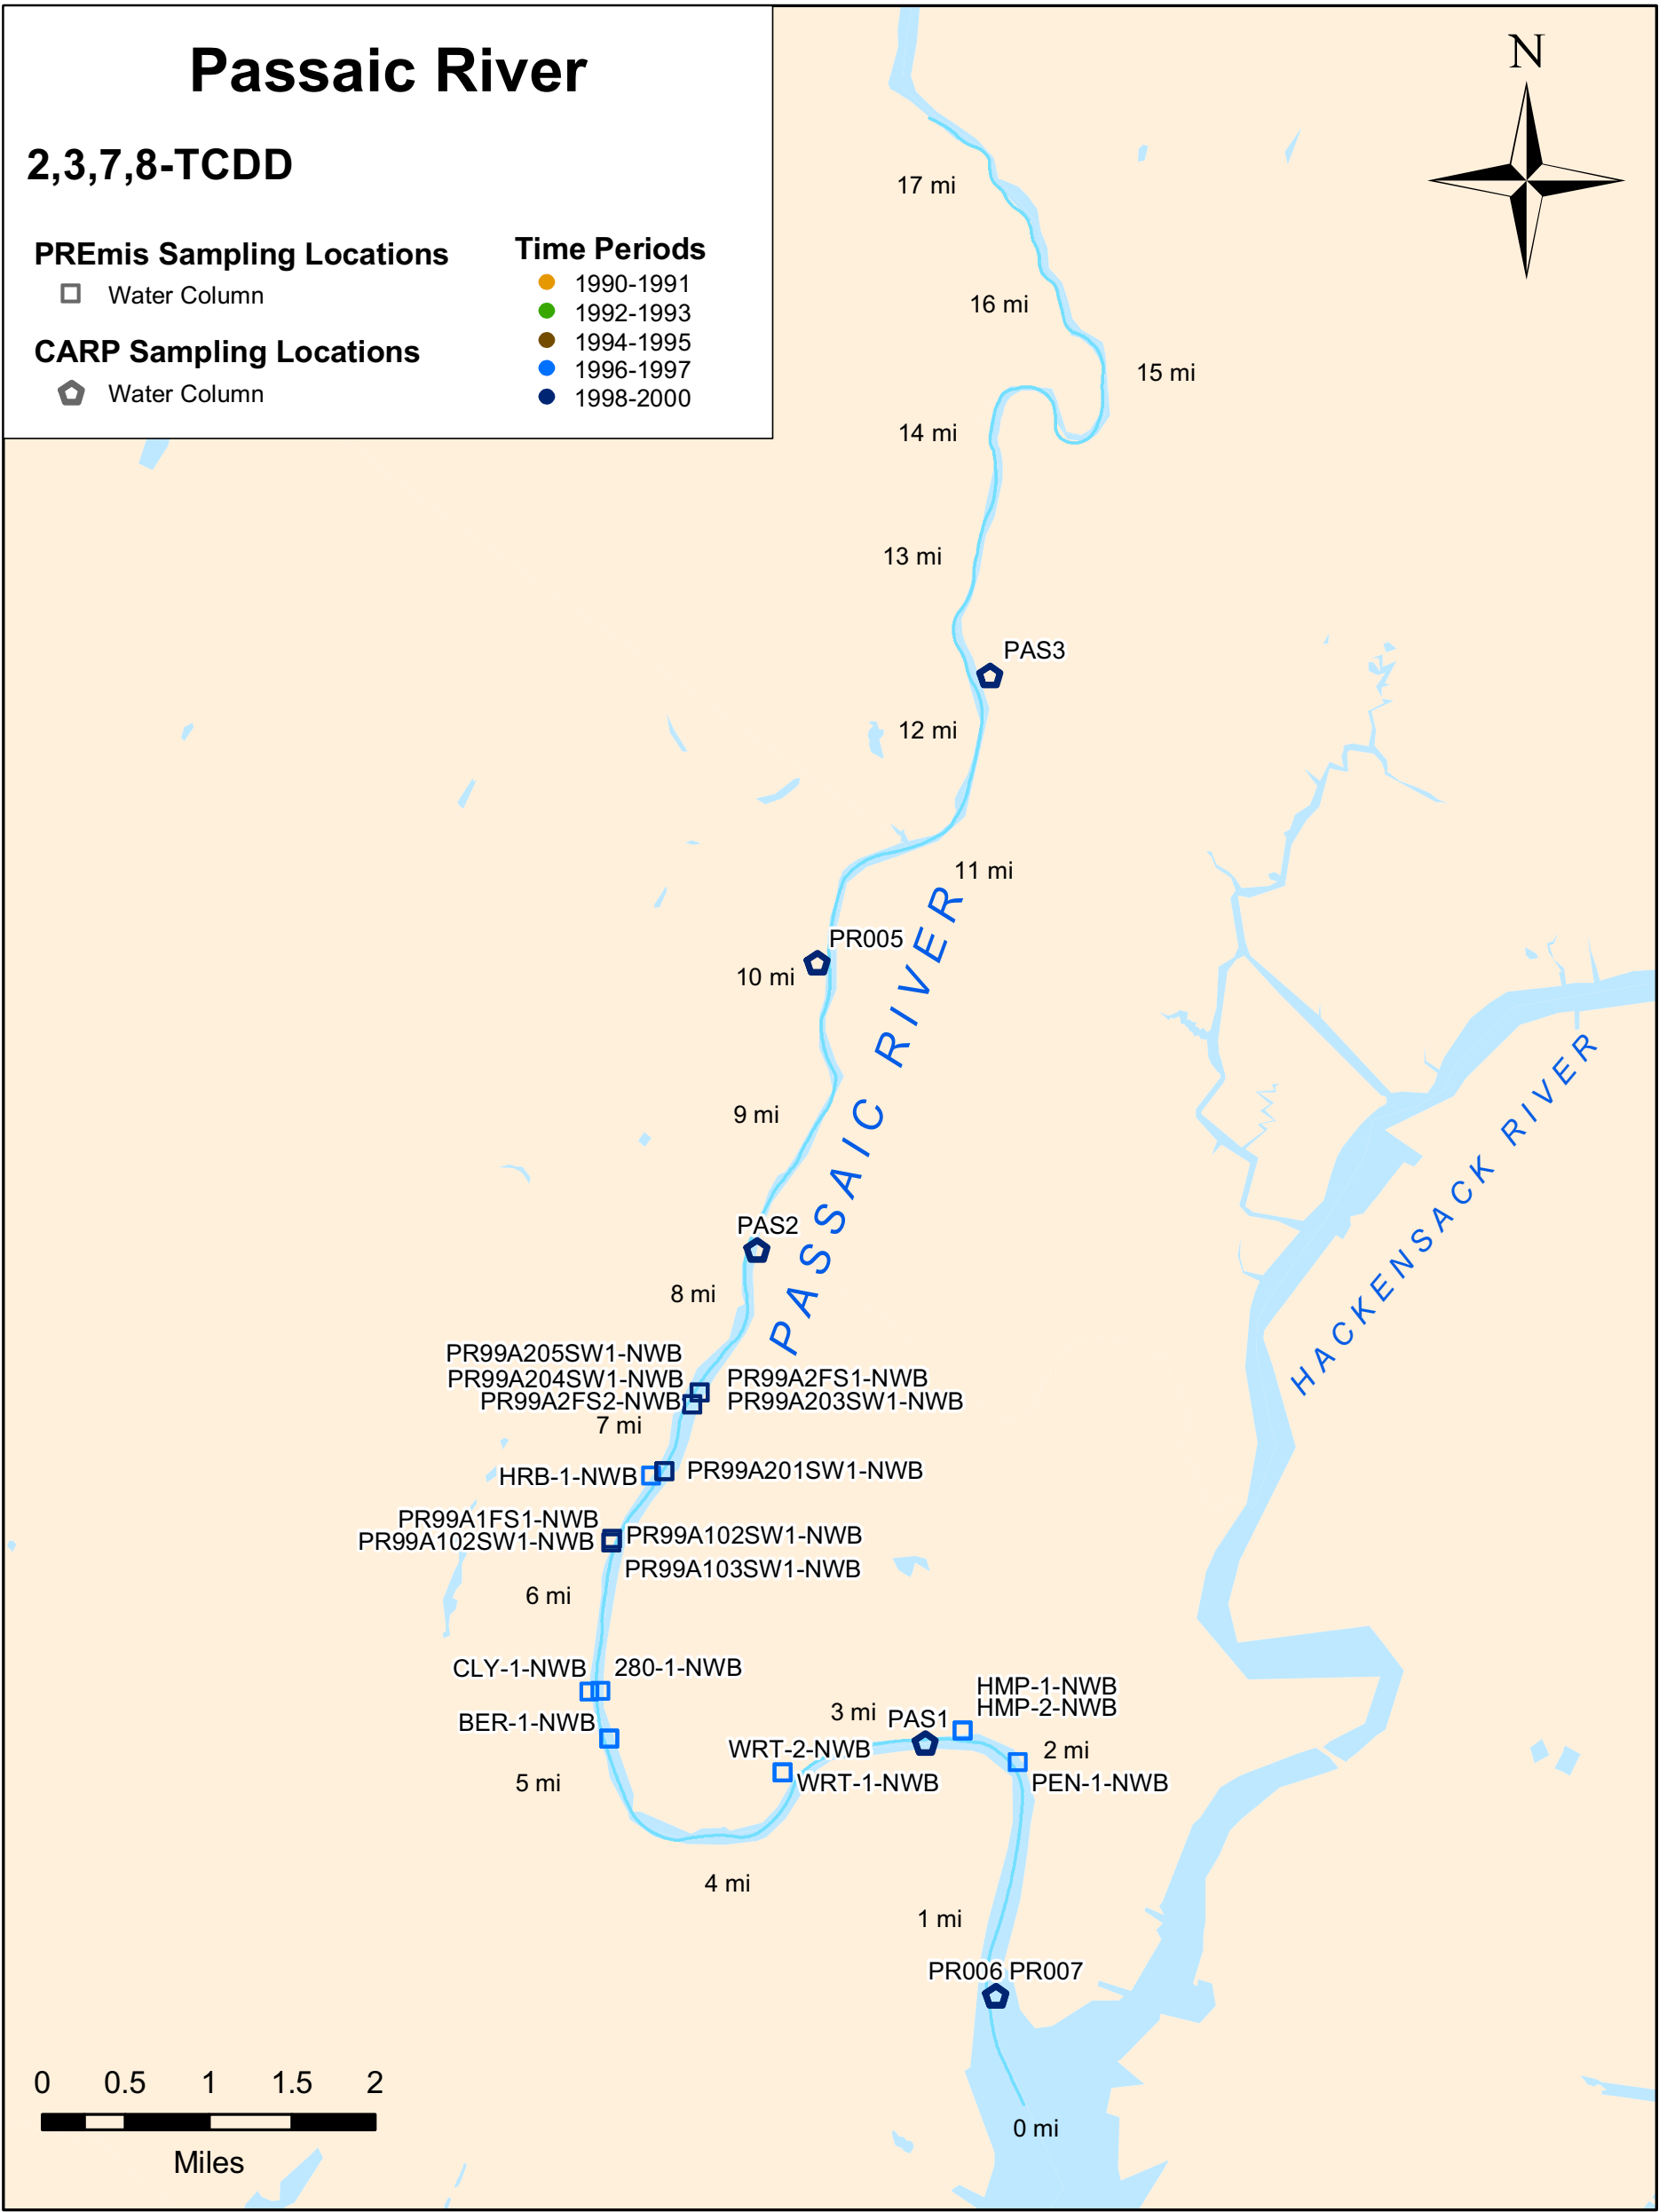 Passaic River
2,3,7,8-TCDD
PREmis Sampling Locations
Water Column
CARP Sampling Locations
Water Column
Time Periods
1990-1991
1992-1993
1994-1995
1996-1997
1998-2000
N
17 mi
16 mi
15 mi
14 mi
13 mi
PAS3
12 mi
11 mi
PR005
10 mi
PASSAIC RIVER
HACKENSACK RIVER
9 mi
PAS2
8 mi
PR99A205SW1-NWB
PR99A204SW1-NWB
PR99A2FS1-NWB
PR99A2FS2-NWB
PR99A203SW1-NWB
7 mi
HRB-1-NWB
PR99A201SW1-NWB
PR99A1FS1-NWB
PR99A102SW1-NWB
PR99A102SW1-NWB
PR99A103SW1-NWB
6 mi
CLY-1-NWB
280-1-NWB
BER-1-NWB
HMP-1-NWB
HMP-2-NWB
3 mi
PAS1
WRT-2-NWB
2 mi
WRT-1-NWB
PEN-1-NWB
5 mi
4 mi
1 mi
PR006 PR007
0 mi
0 0.5 1 1.5 2
Miles